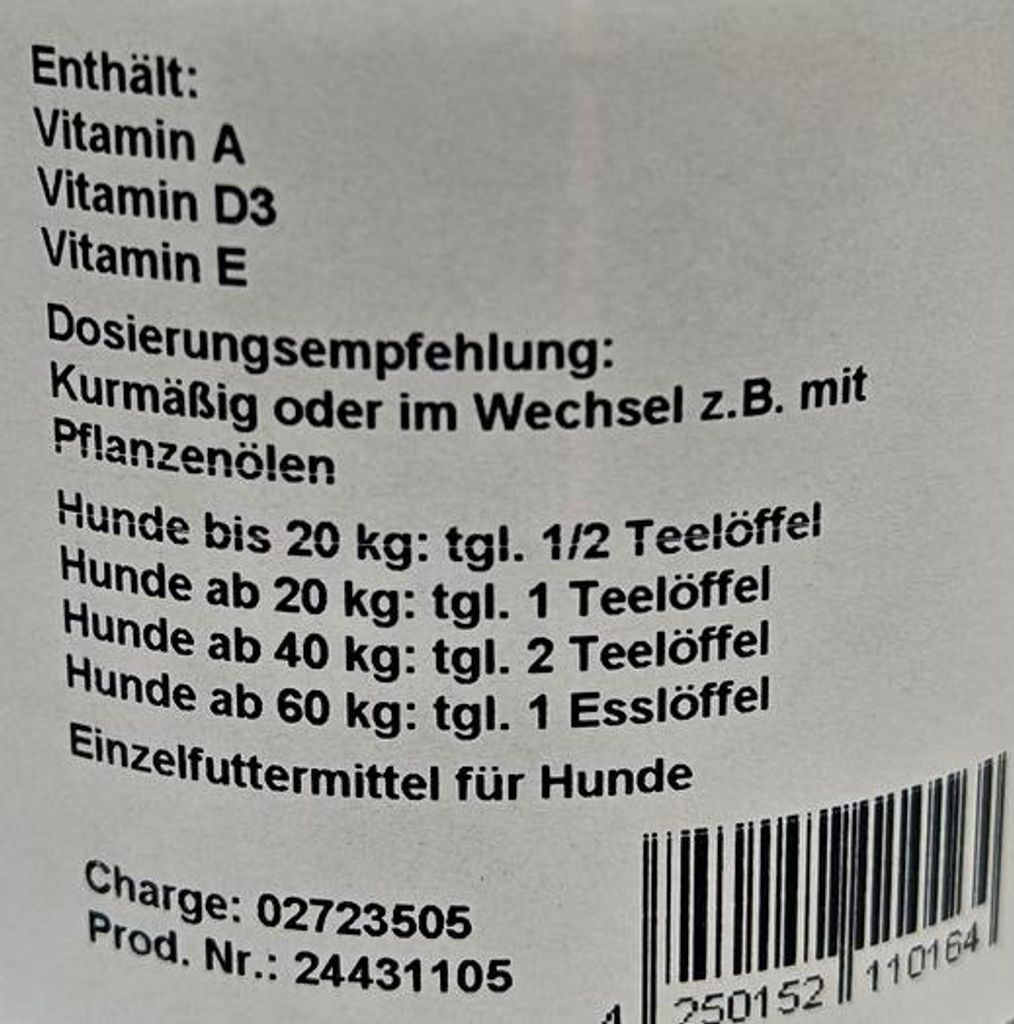 Enthält:
Vitamin A
Vitamin D3
Vitamin E
Dosierungsempfehlung:
Kurmäßig oder im Wechsel z.B. mit
Pflanzenölen
Hunde bis 20 kg: tgl. 1/2 Teelöffel
Hunde ab 20 kg: tgl. 1 Teelöffel
Hunde ab 40 kg: tgl. 2 Teelöffel
Hunde ab 60 kg: tgl. 1 Esslöffel
Einzelfuttermittel für Hunde
Charge: 02723505
Prod. Nr.: 24431105
4 250152 110164